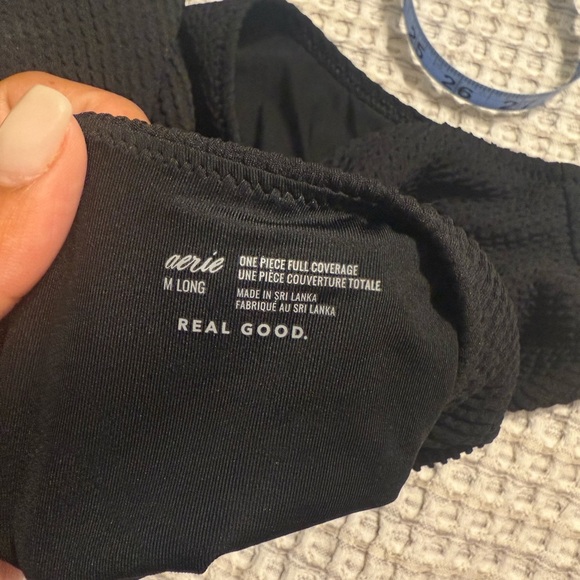 aerie
M LONG
ONE PIECE FULL COVERAGE
UNE PIÈCE COUVERTURE TOTALE
MADE IN SRI LANKA
FABRIQUÉ AU SRI LANKA
REAL GOOD.
25
26
27